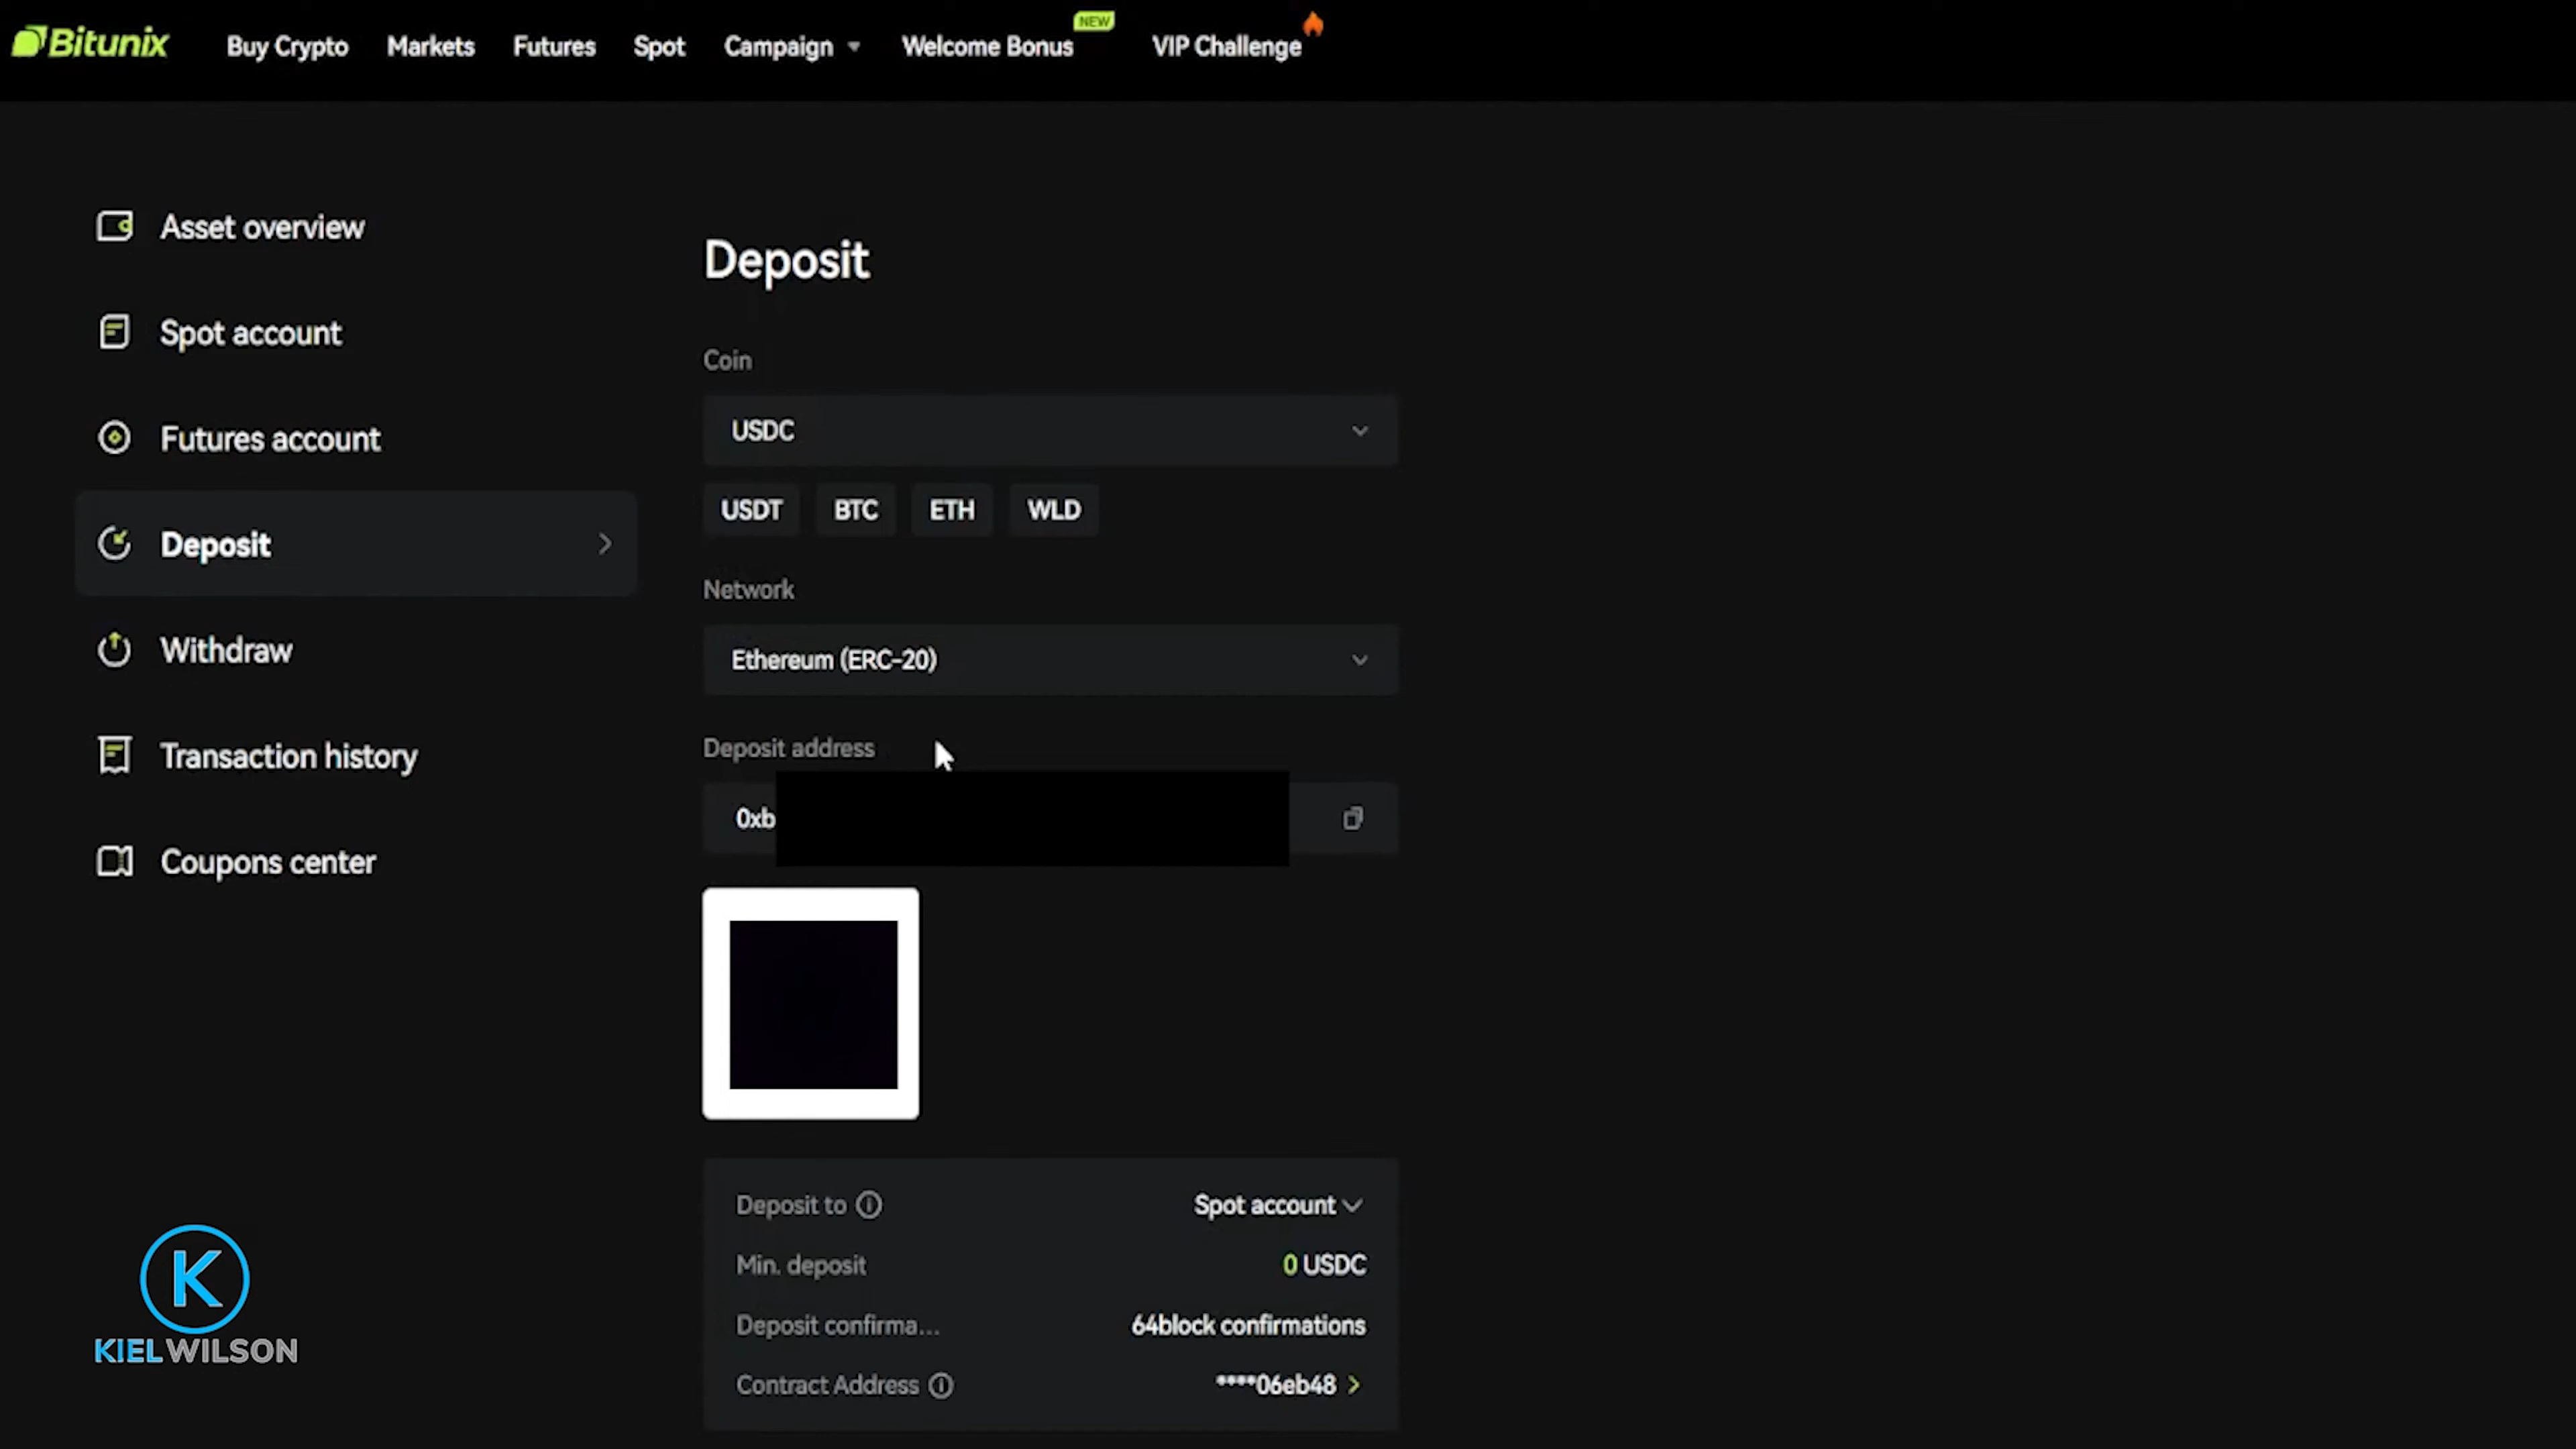 Bitunix
Buy Crypto
Markets
Futures
Spot
Campaign
Welcome Bonus
NEW
VIP Challenge
Asset overview
Spot account
Futures account
Deposit
Withdraw
Transaction history
Coupons center
Deposit
Coin
USDC
USDT BTC ETH WLD
Network
Ethereum (ERC-20)
Deposit address
0xb
Deposit to Spot account
Min. deposit 0 USDC
Deposit confirma... 64block confirmations
Contract Address ****06eb48
K
KIELWILSON